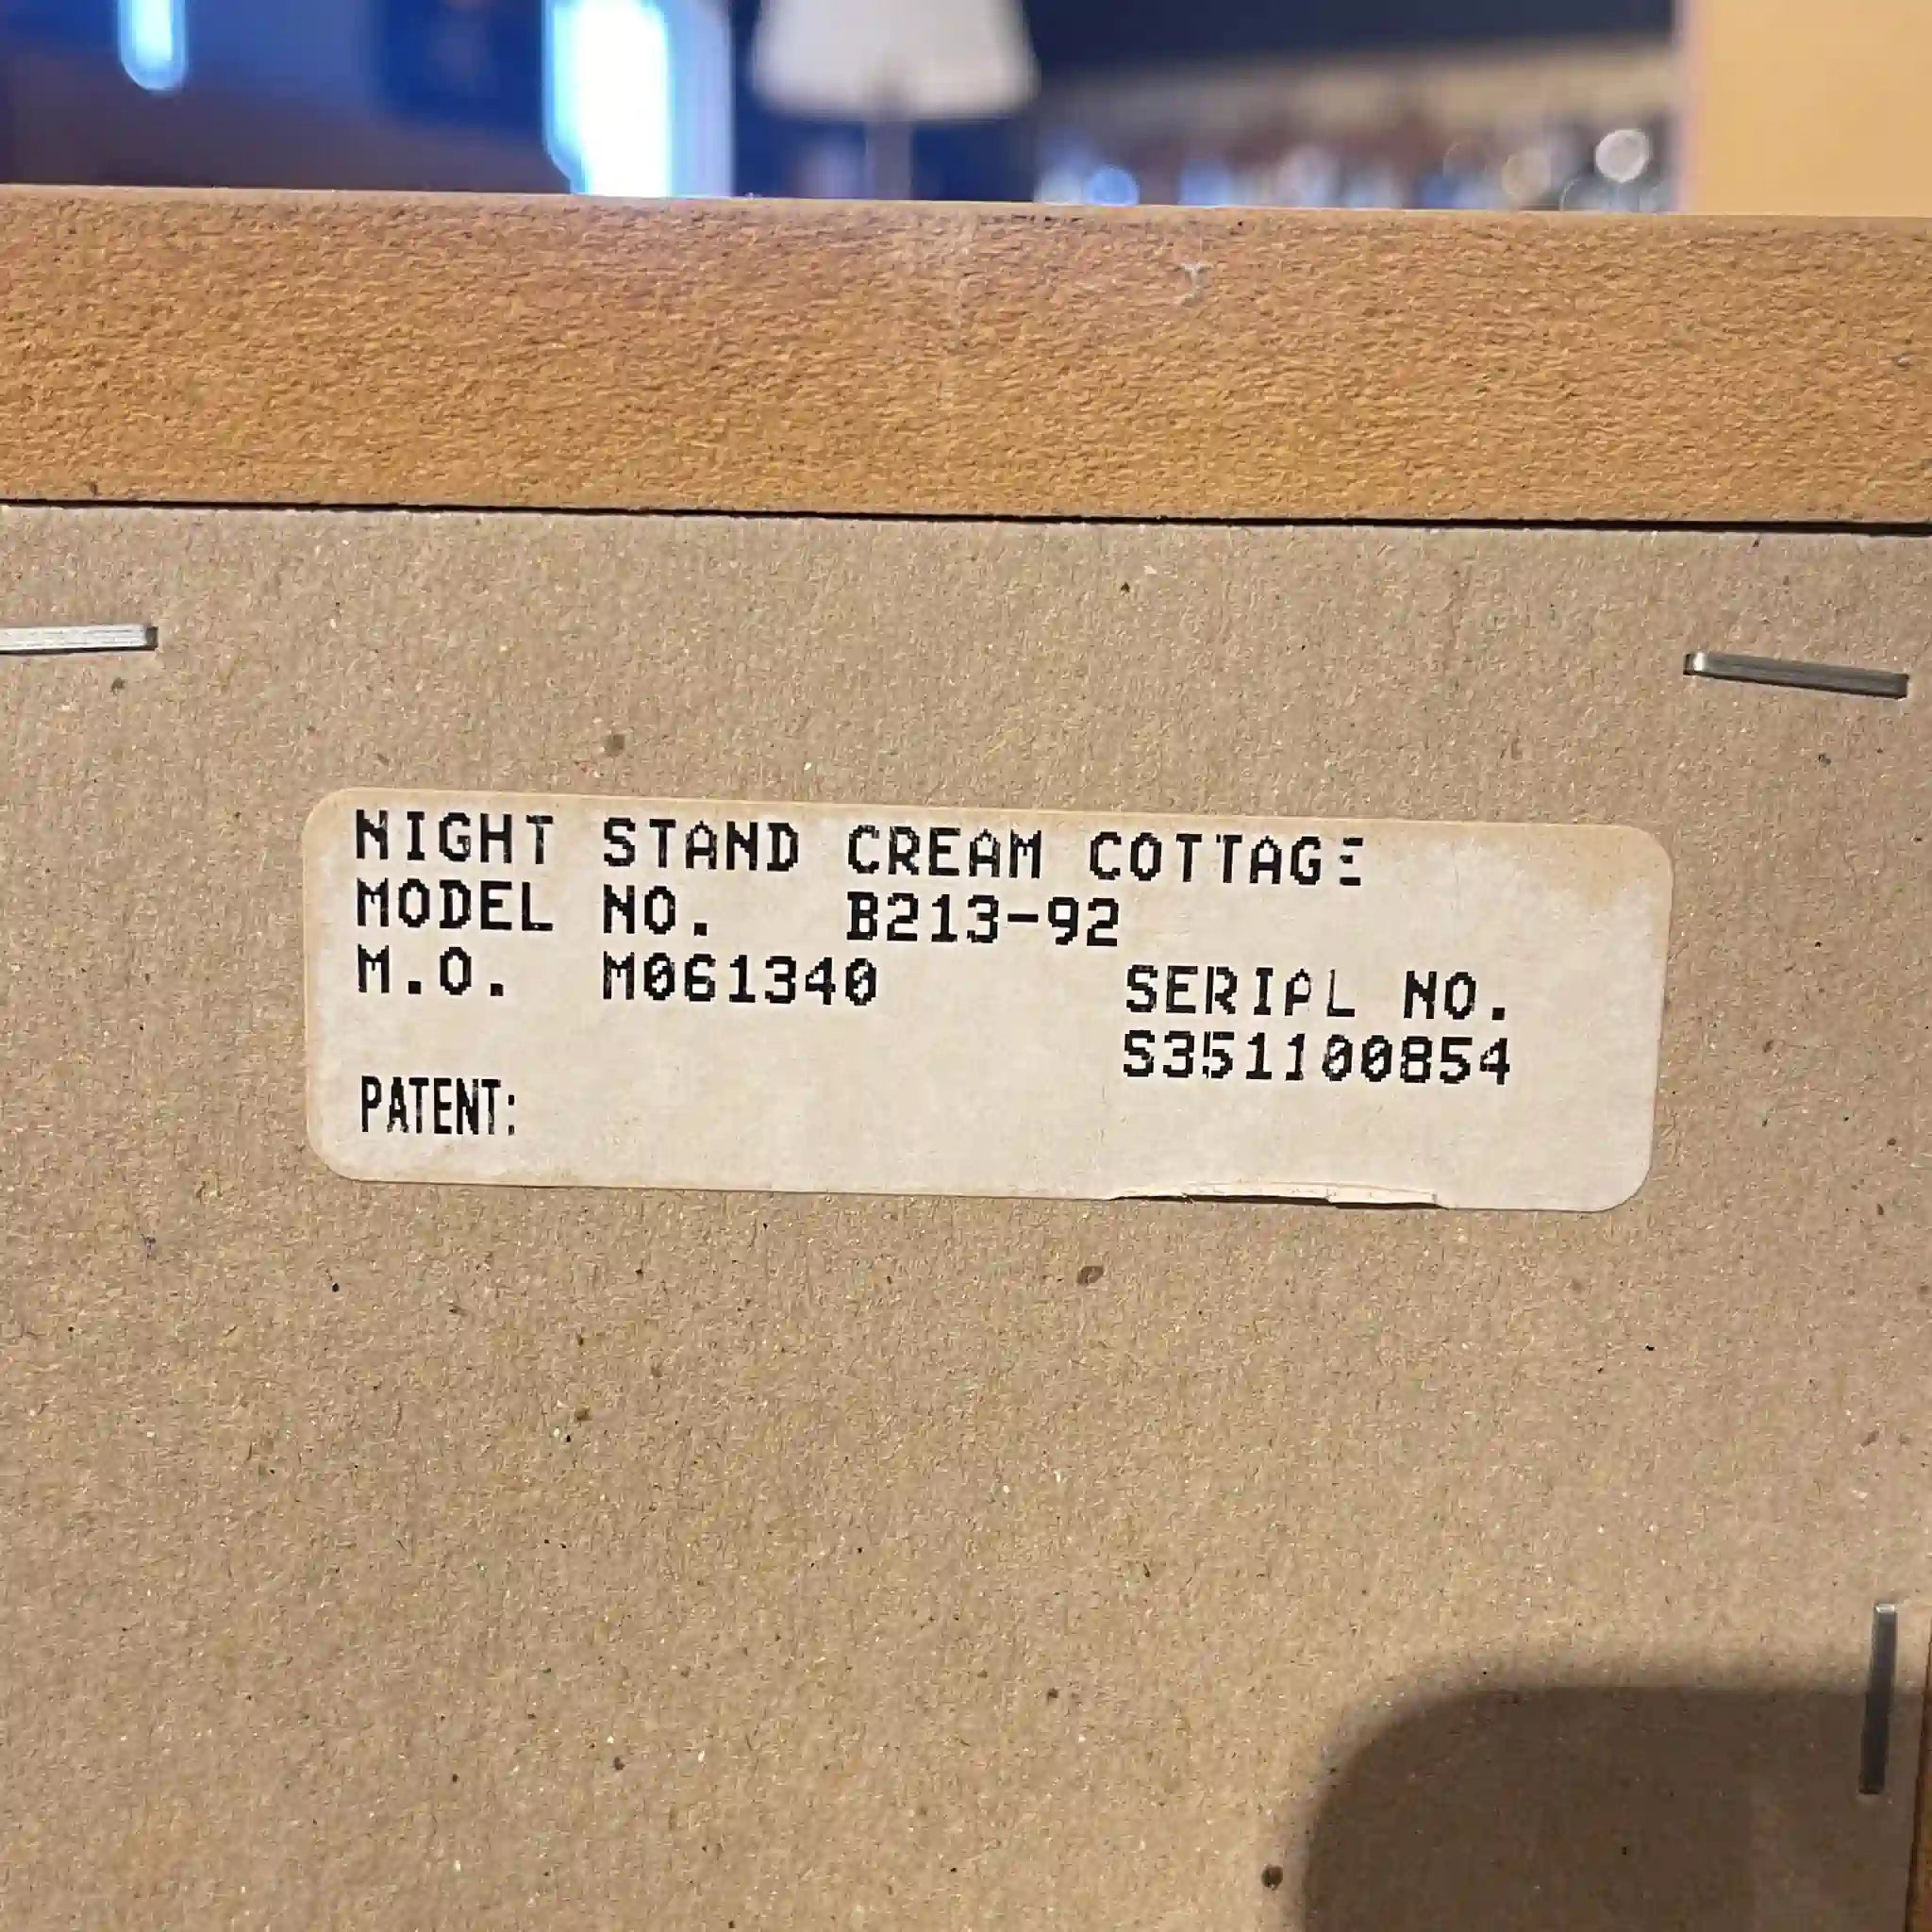 NIGHT STAND CREAM COTTAGE
MODEL NO. B213-92
M.O. M061340 SERIAL NO.
S351100854
PATENT: